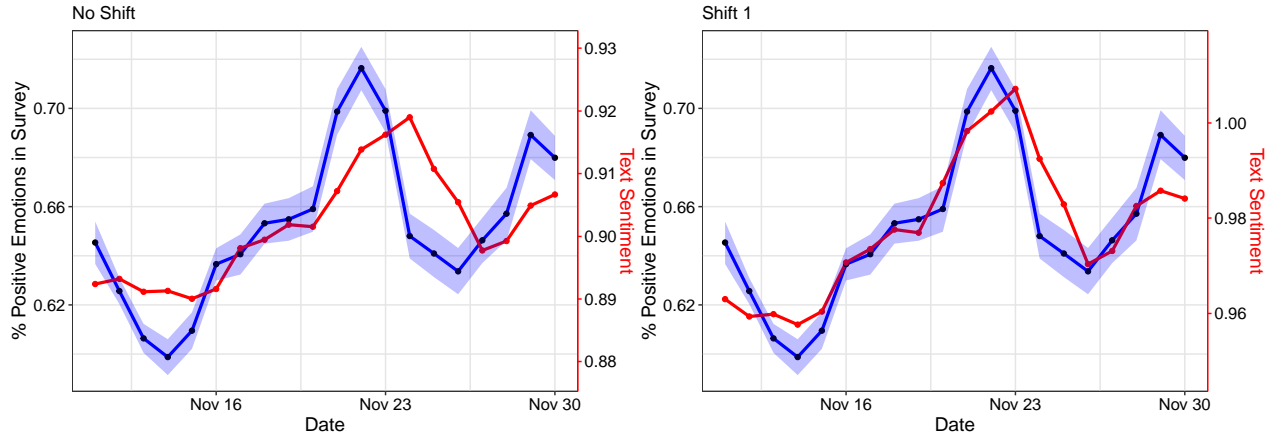 No Shift
% Positive Emotions in Survey
0.70
0.66
0.62
0.93
0.92
0.91
0.90
0.89
0.88
Text Sentiment
Nov 16
Nov 23
Nov 30
Date
Shift 1
% Positive Emotions in Survey
0.70
0.66
0.62
1.00
0.98
0.96
Text Sentiment
Nov 16
Nov 23
Nov 30
Date